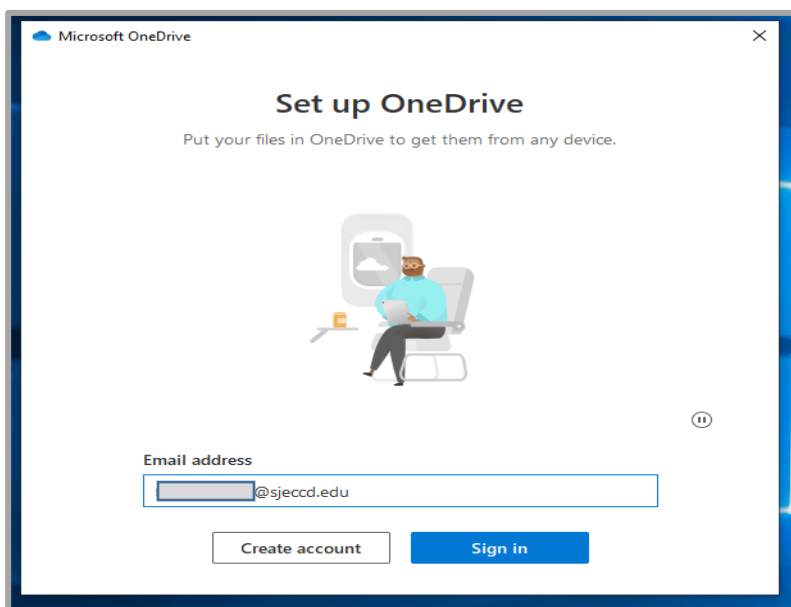 Microsoft OneDrive
Set up OneDrive
Put your files in OneDrive to get them from any device.
Email address
@sjeccd.edu
Create account
Sign in